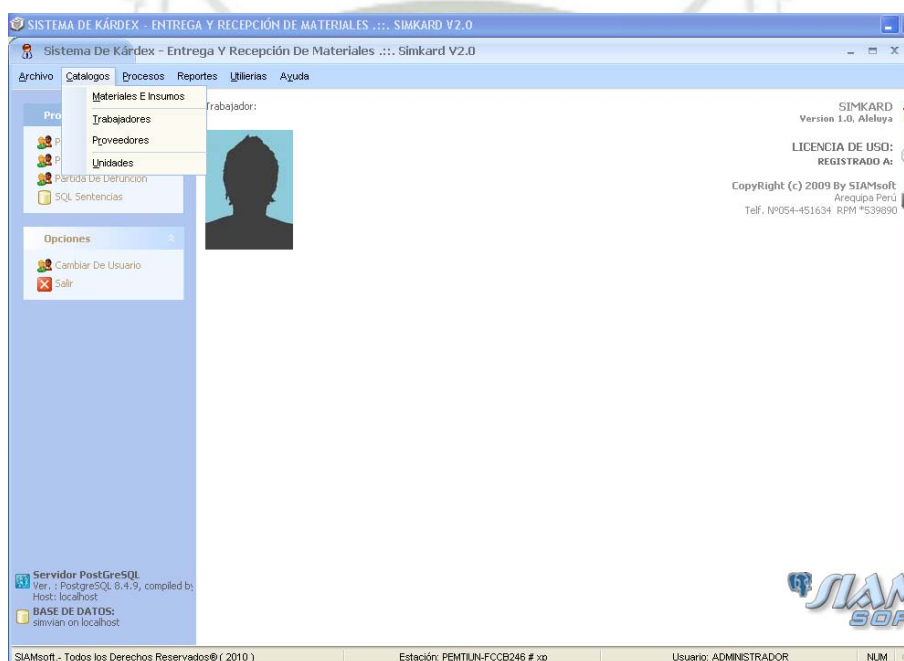 SISTEMA DE KÁRDEX - ENTREGA Y RECEPCIÓN DE MATERIALES .::. SIMKARD V2.0
Sistema De Kárdex - Entrega Y Recepción De Materiales .::. Simkard V2.0
Archivo Catalogos Procesos Reportes Utilierias Ayuda
Materiales E Insumos
Trabajadores
Proveedores
Unidades
Trabajador:
Partida De Defuncion
SQL Sentencias
Opciones
Cambiar De Usuario
Salir
SIMKARD
Version 1.0, Aleluya
LICENCIA DE USO:
REGISTRADO A:
CopyRight (c) 2009 By SIAMsoft
Arequipa Perú
Telf. Nº054-451634 RPM *539890
Servidor PostGreSQL
Ver. : PostgreSQL 8.4.9, compiled by
Host: localhost
BASE DE DATOS:
simvian on localhost
SIAMsoft.- Todos los Derechos Reservados® ( 2010 )
Estación: PEMTIUN-FCCB246 # xp
Usuario: ADMINISTRADOR
NUM